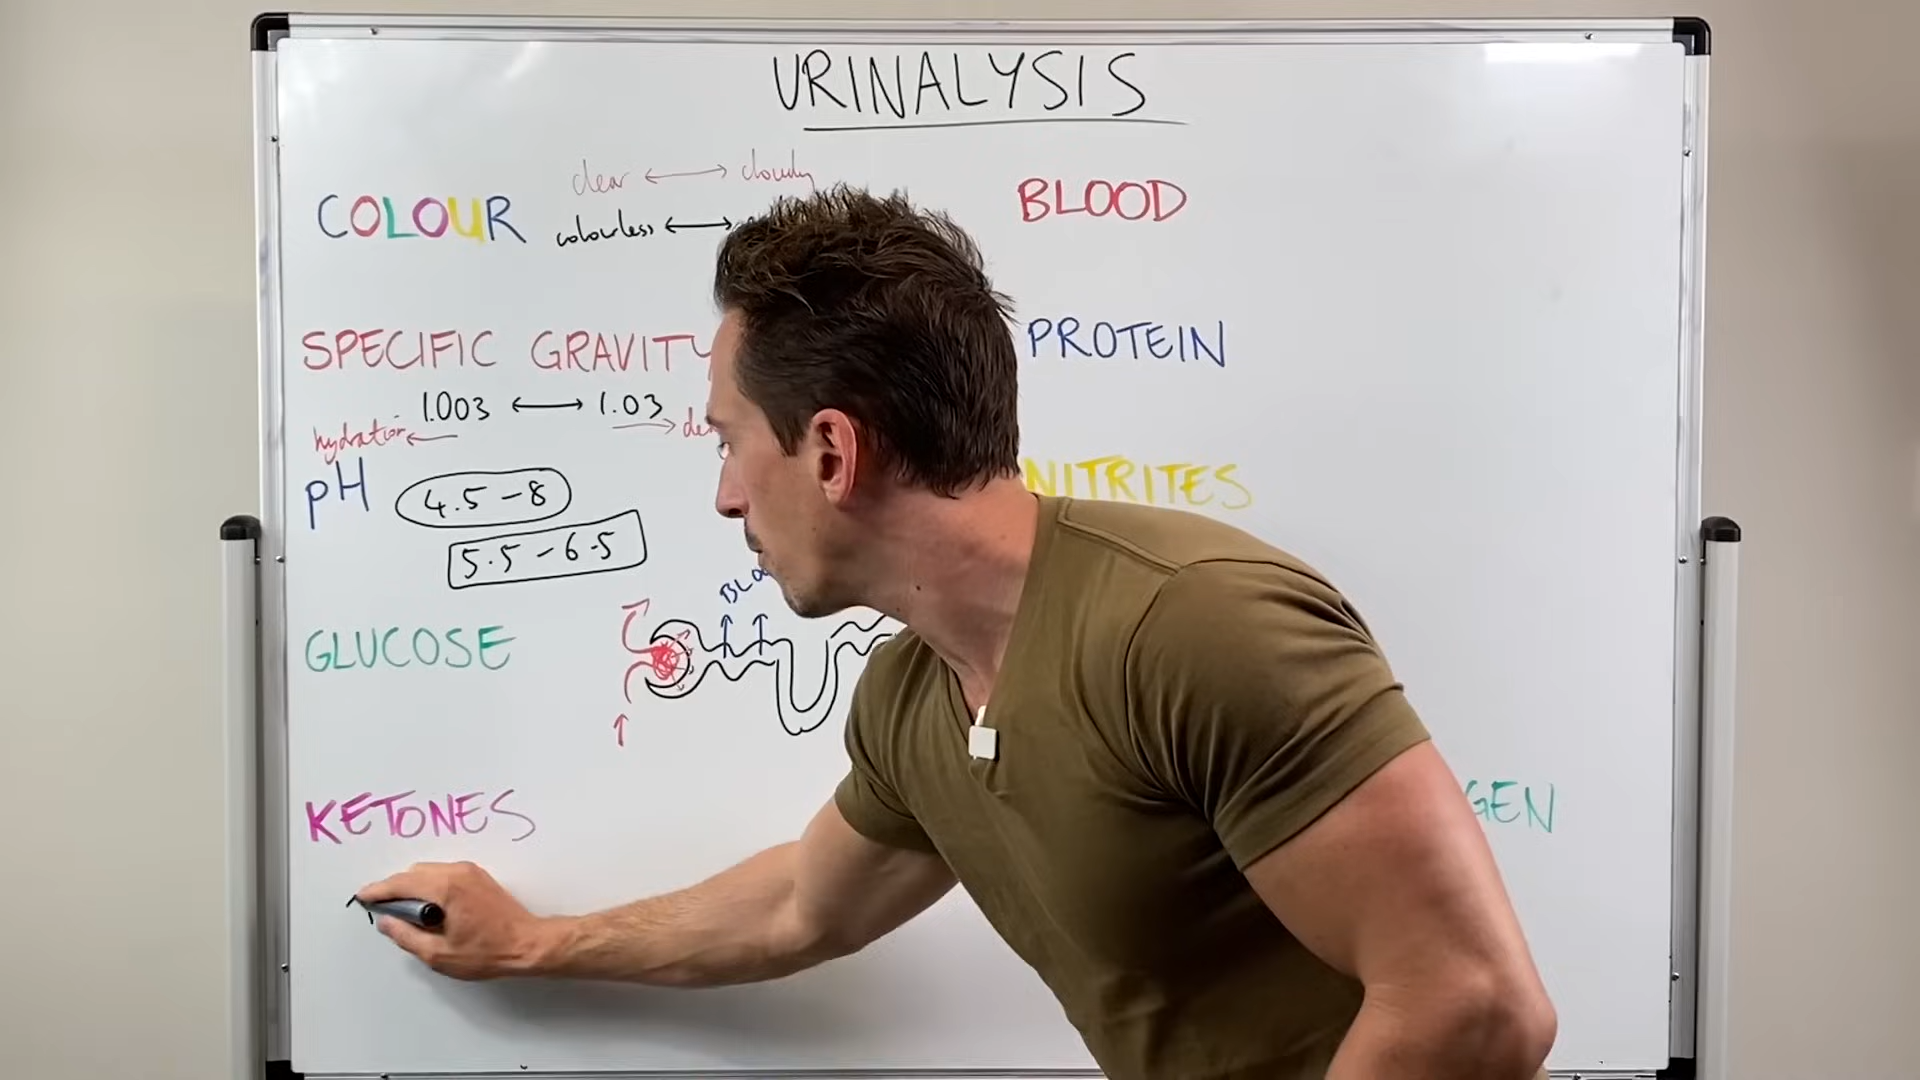 URINALYSIS
clear ←→ cloudy
COLOUR
colourless ←→
SPECIFIC GRAVITY
1.003 ←→ 1.03
hydration ←
pH
4.5 - 8
5.5 - 6.5
GLUCOSE
KETONES
BLOOD
PROTEIN
NITRITES
GEN